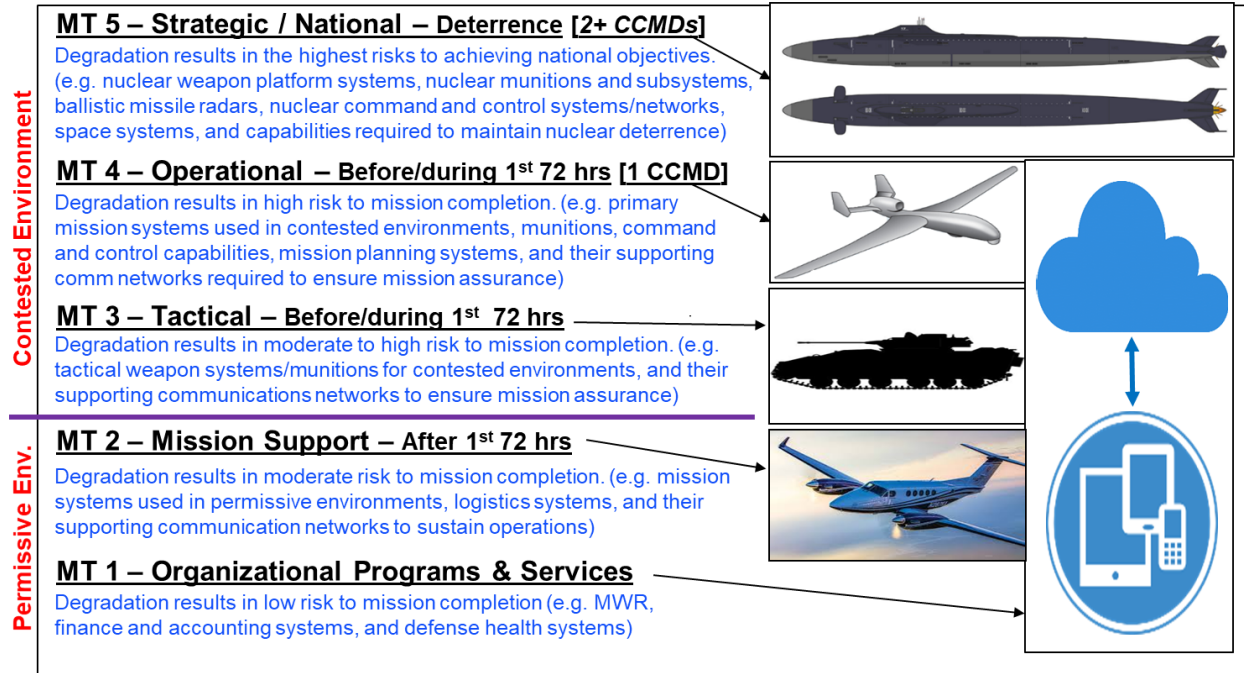 MT 5 – Strategic / National – Deterrence [2+ CCMDs]
Degradation results in the highest risks to achieving national objectives.
(e.g. nuclear weapon platform systems, nuclear munitions and subsystems,
ballistic missile radars, nuclear command and control systems/networks,
space systems, and capabilities required to maintain nuclear deterrence)
MT 4 – Operational – Before/during 1st 72 hrs [1 CCMD]
Degradation results in high risk to mission completion. (e.g. primary
mission systems used in contested environments, munitions, command
and control capabilities, mission planning systems, and their supporting
comm networks required to ensure mission assurance)
MT 3 – Tactical – Before/during 1st 72 hrs
Degradation results in moderate to high risk to mission completion. (e.g.
tactical weapon systems/munitions for contested environments, and their
supporting communications networks to ensure mission assurance)
Contested Environment
MT 2 – Mission Support – After 1st 72 hrs
Degradation results in moderate risk to mission completion. (e.g. mission
systems used in permissive environments, logistics systems, and their
supporting communication networks to sustain operations)
MT 1 – Organizational Programs & Services
Degradation results in low risk to mission completion (e.g. MWR,
finance and accounting systems, and defense health systems)
Permissive Env.